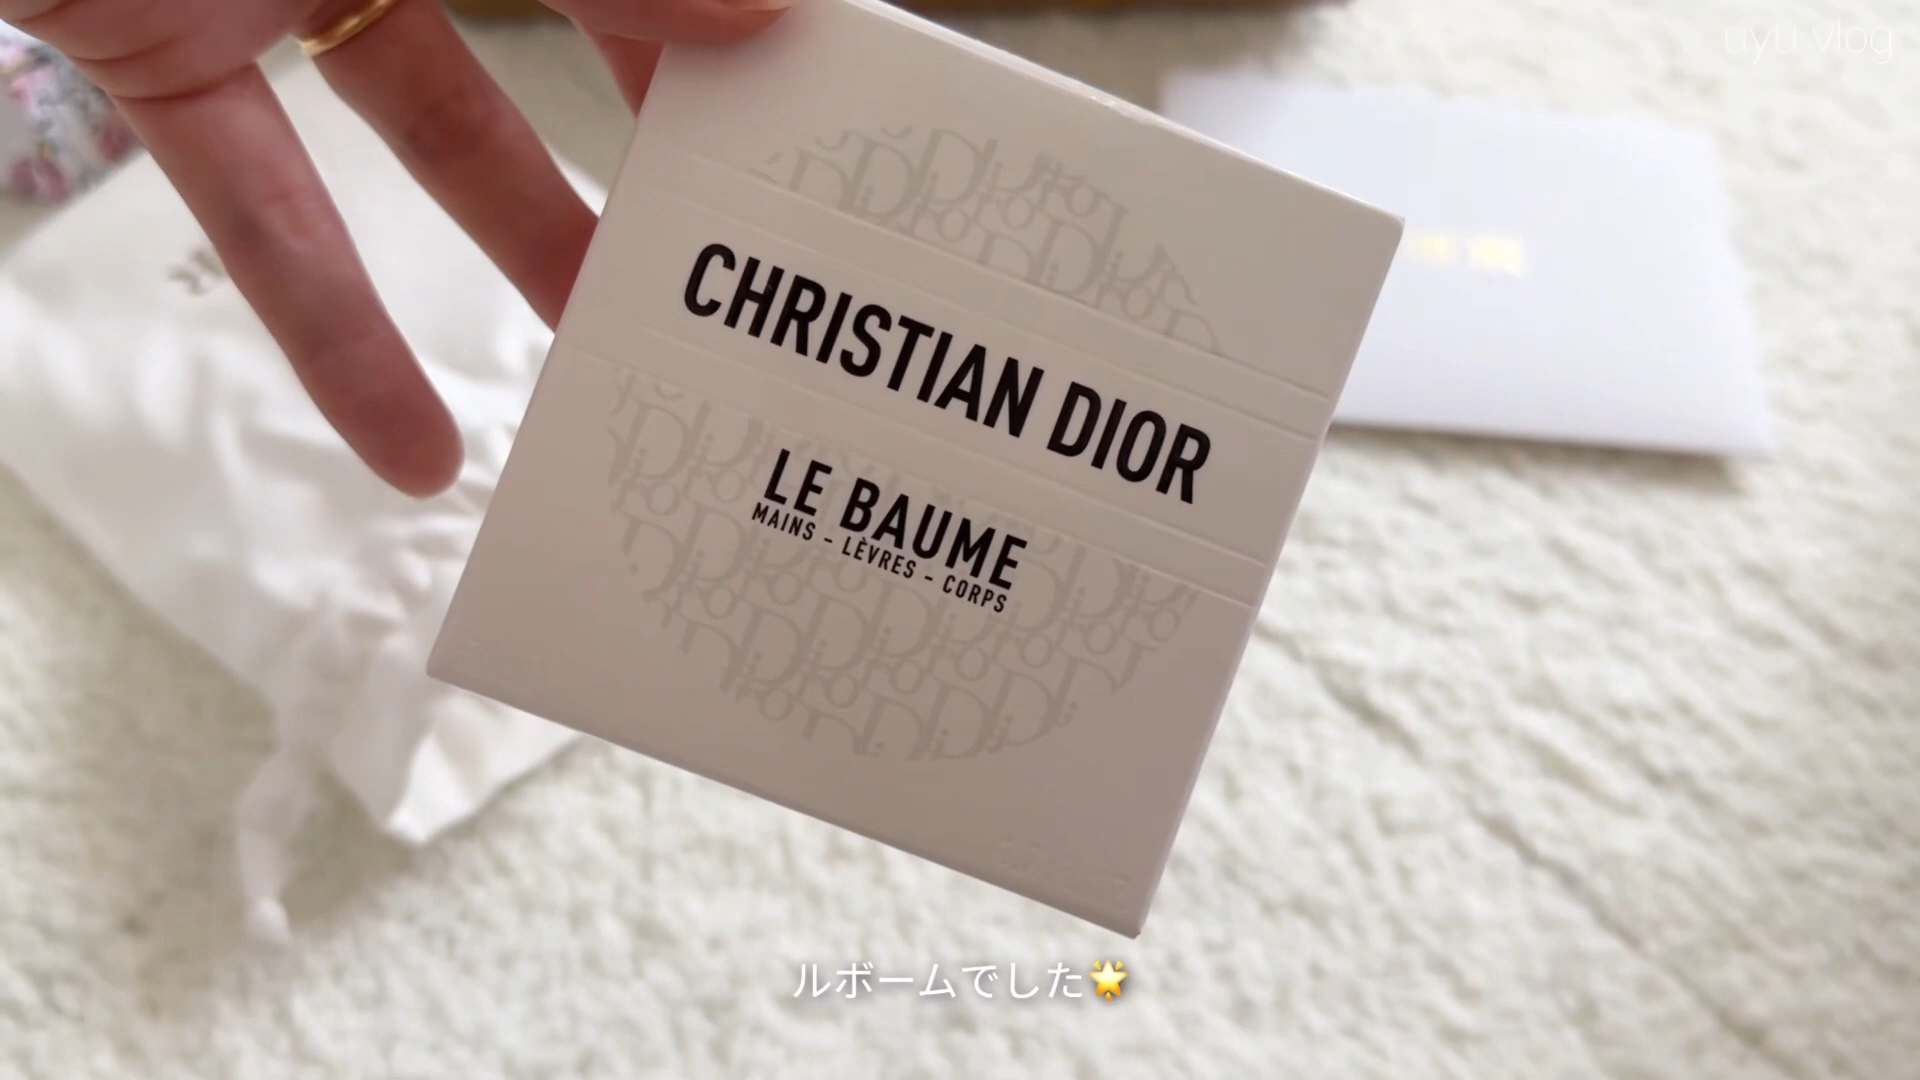 uyu vlog
CHRISTIAN DIOR
LE BAUME
MAINS - LÈVRES - CORPS
ルボームでした🌟